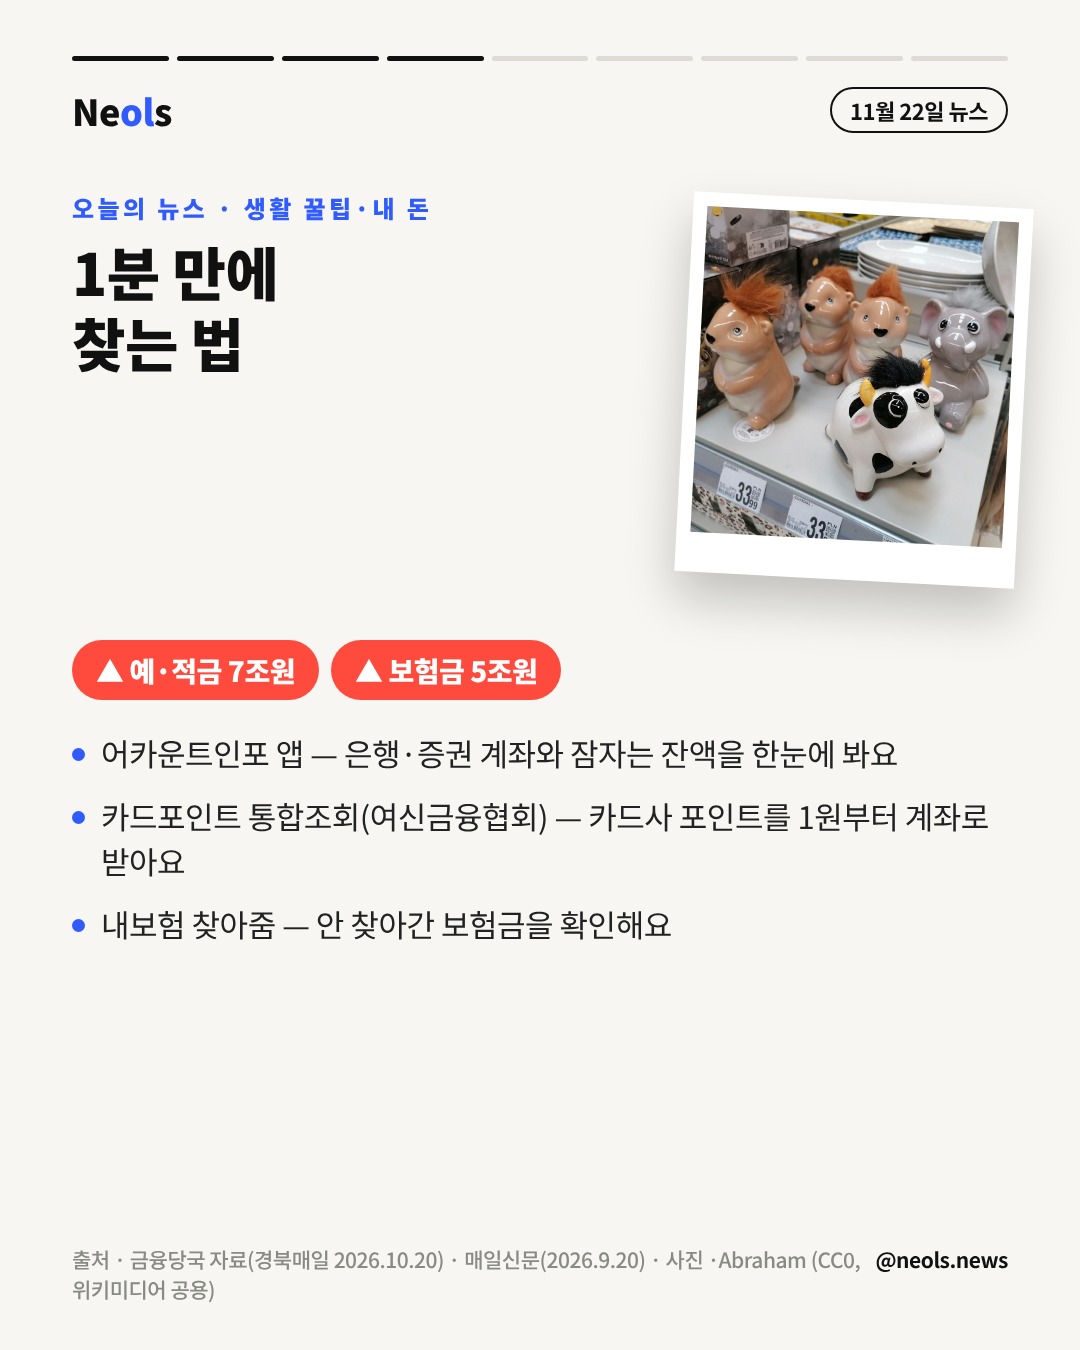 Neols
11월 22일 뉴스
오늘의 뉴스 · 생활 꿀팁·내 돈
1분 만에
찾는 법
33
99
33
▲ 예·적금 7조원
▲ 보험금 5조원
어카운트인포 앱 — 은행·증권 계좌와 잠자는 잔액을 한눈에 봐요
카드포인트 통합조회(여신금융협회) — 카드사 포인트를 1원부터 계좌로
받아요
내보험 찾아줌 — 안 찾아간 보험금을 확인해요
출처 · 금융당국 자료(경북매일 2026.10.20) · 매일신문(2026.9.20) · 사진 ·Abraham (CC0,
위키미디어 공용)
@neols.news